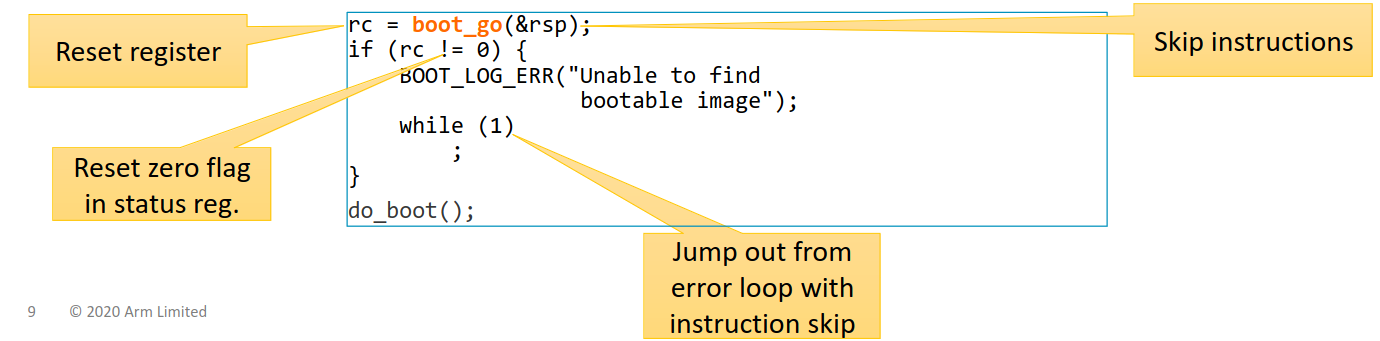 Reset register
rc = boot_go(&rsp);
Skip instructions
if (rc != 0) {
BOOT_LOG_ERR("Unable to find
bootable image");
while (1)
;
}
do_boot();
Reset zero flag
in status reg.
Jump out from
error loop with
instruction skip
9 © 2020 Arm Limited